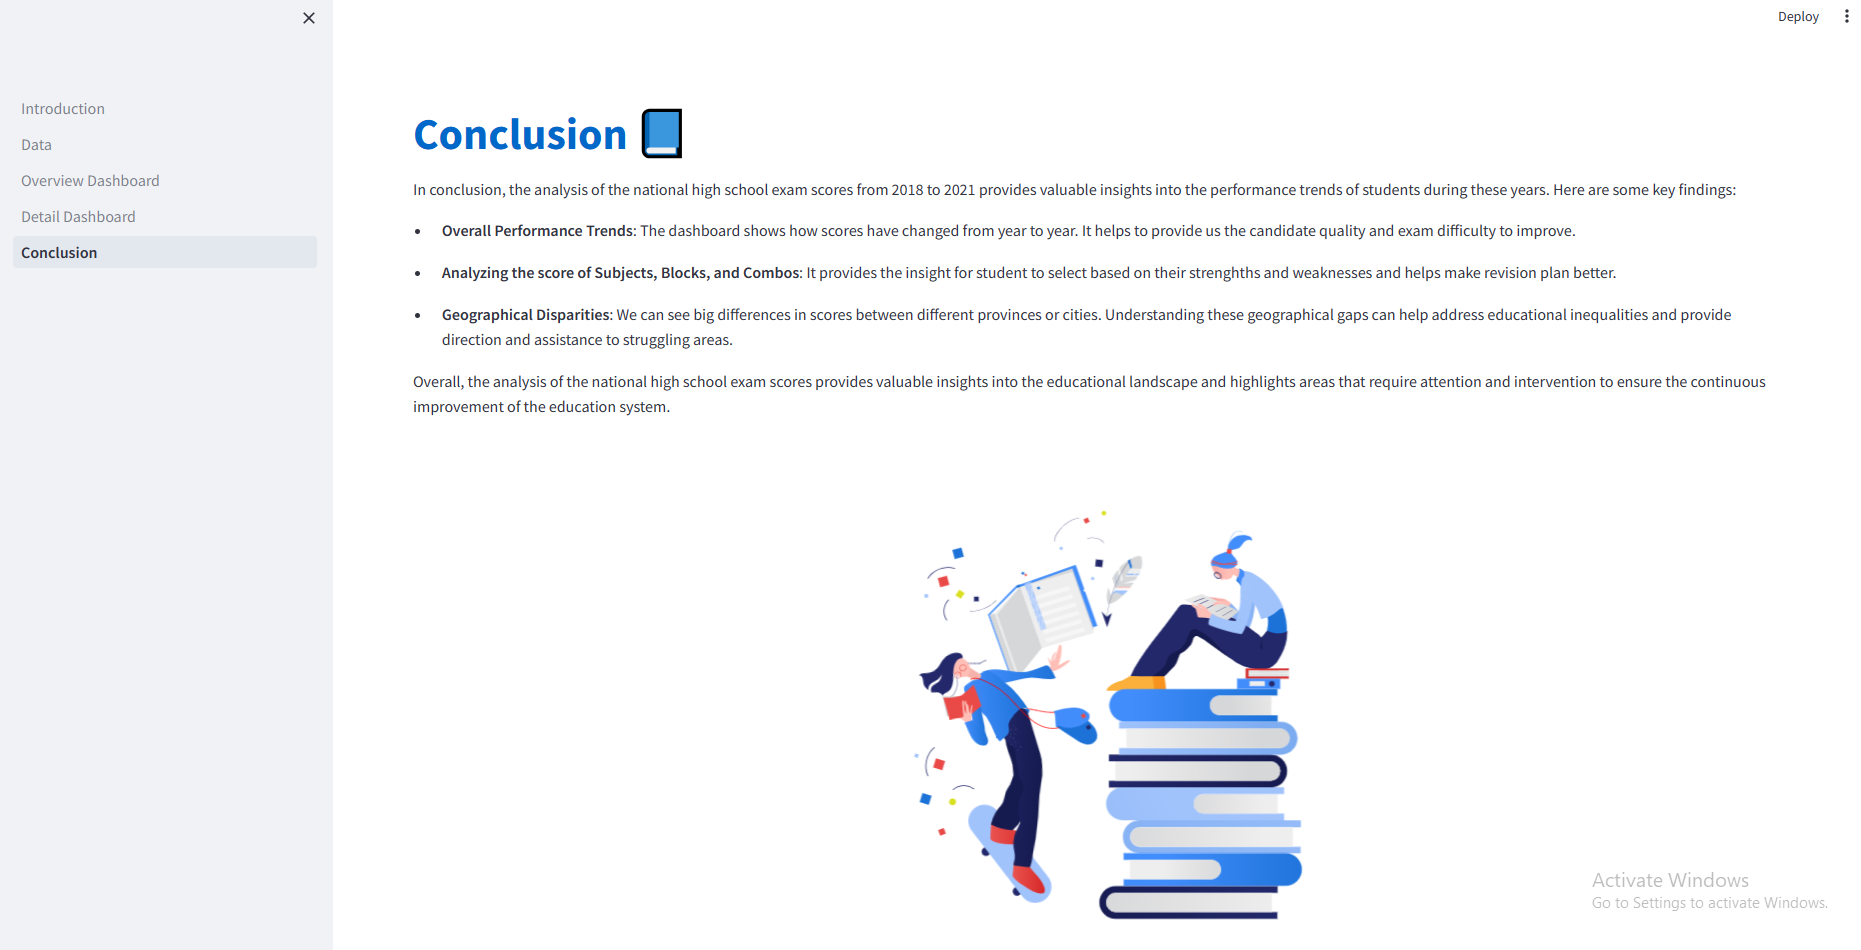 Deploy
Introduction
Data
Overview Dashboard
Detail Dashboard
Conclusion
Conclusion
In conclusion, the analysis of the national high school exam scores from 2018 to 2021 provides valuable insights into the performance trends of students during these years. Here are some key findings:
• Overall Performance Trends: The dashboard shows how scores have changed from year to year. It helps to provide us the candidate quality and exam difficulty to improve.
• Analyzing the score of Subjects, Blocks, and Combos: It provides the insight for student to select based on their strenghths and weaknesses and helps make revision plan better.
• Geographical Disparities: We can see big differences in scores between different provinces or cities. Understanding these geographical gaps can help address educational inequalities and provide
direction and assistance to struggling areas.
Overall, the analysis of the national high school exam scores provides valuable insights into the educational landscape and highlights areas that require attention and intervention to ensure the continuous
improvement of the education system.
Activate Windows
Go to Settings to activate Windows.